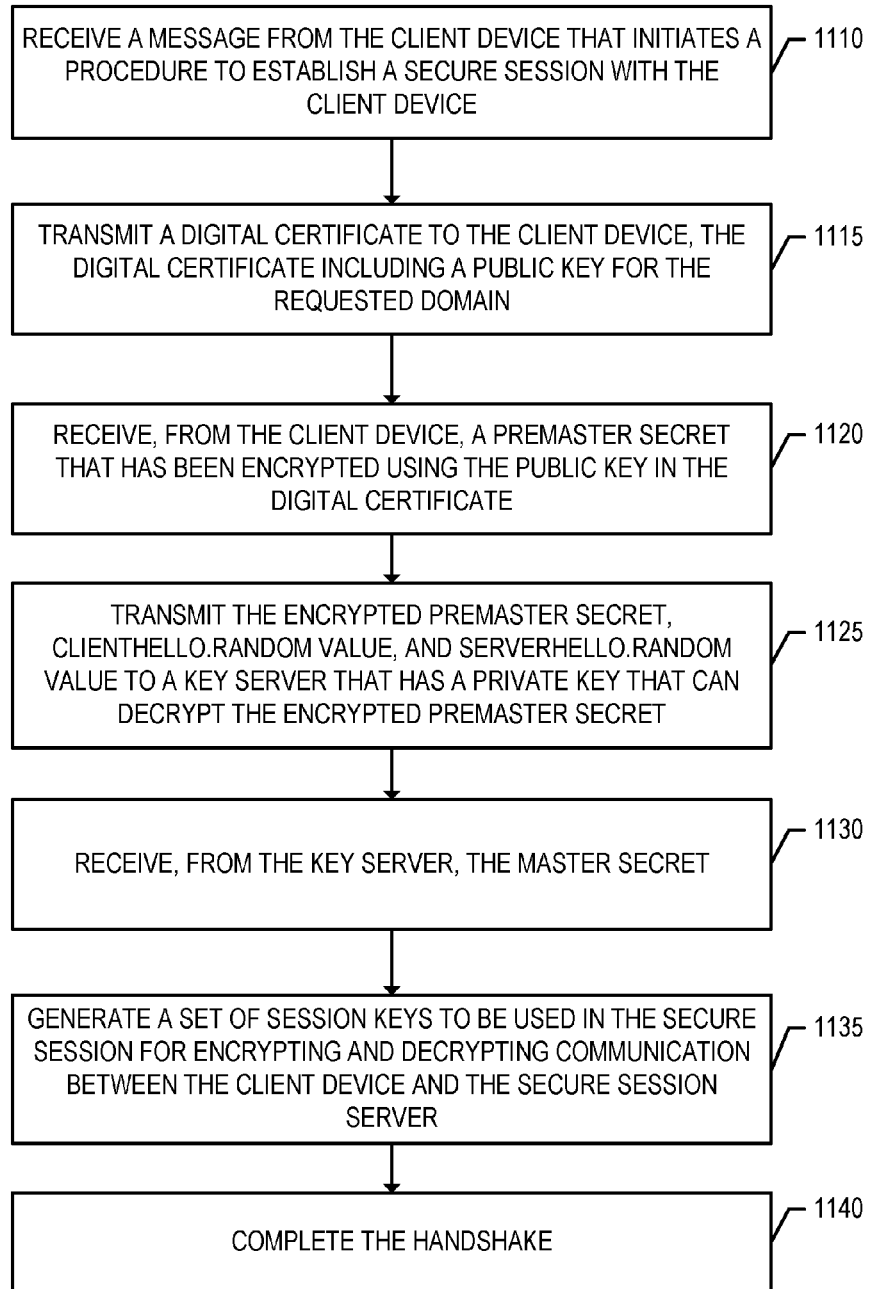 RECEIVE A MESSAGE FROM THE CLIENT DEVICE THAT INITIATES A
PROCEDURE TO ESTABLISH A SECURE SESSION WITH THE
CLIENT DEVICE
1110
TRANSMIT A DIGITAL CERTIFICATE TO THE CLIENT DEVICE, THE
DIGITAL CERTIFICATE INCLUDING A PUBLIC KEY FOR THE
REQUESTED DOMAIN
1115
RECEIVE, FROM THE CLIENT DEVICE, A PREMASTER SECRET
THAT HAS BEEN ENCRYPTED USING THE PUBLIC KEY IN THE
DIGITAL CERTIFICATE
1120
TRANSMIT THE ENCRYPTED PREMASTER SECRET,
CLIENTHELLO.RANDOM VALUE, AND SERVERHELLO.RANDOM
VALUE TO A KEY SERVER THAT HAS A PRIVATE KEY THAT CAN
DECRYPT THE ENCRYPTED PREMASTER SECRET
1125
RECEIVE, FROM THE KEY SERVER, THE MASTER SECRET
1130
GENERATE A SET OF SESSION KEYS TO BE USED IN THE SECURE
SESSION FOR ENCRYPTING AND DECRYPTING COMMUNICATION
BETWEEN THE CLIENT DEVICE AND THE SECURE SESSION
SERVER
1135
COMPLETE THE HANDSHAKE
1140